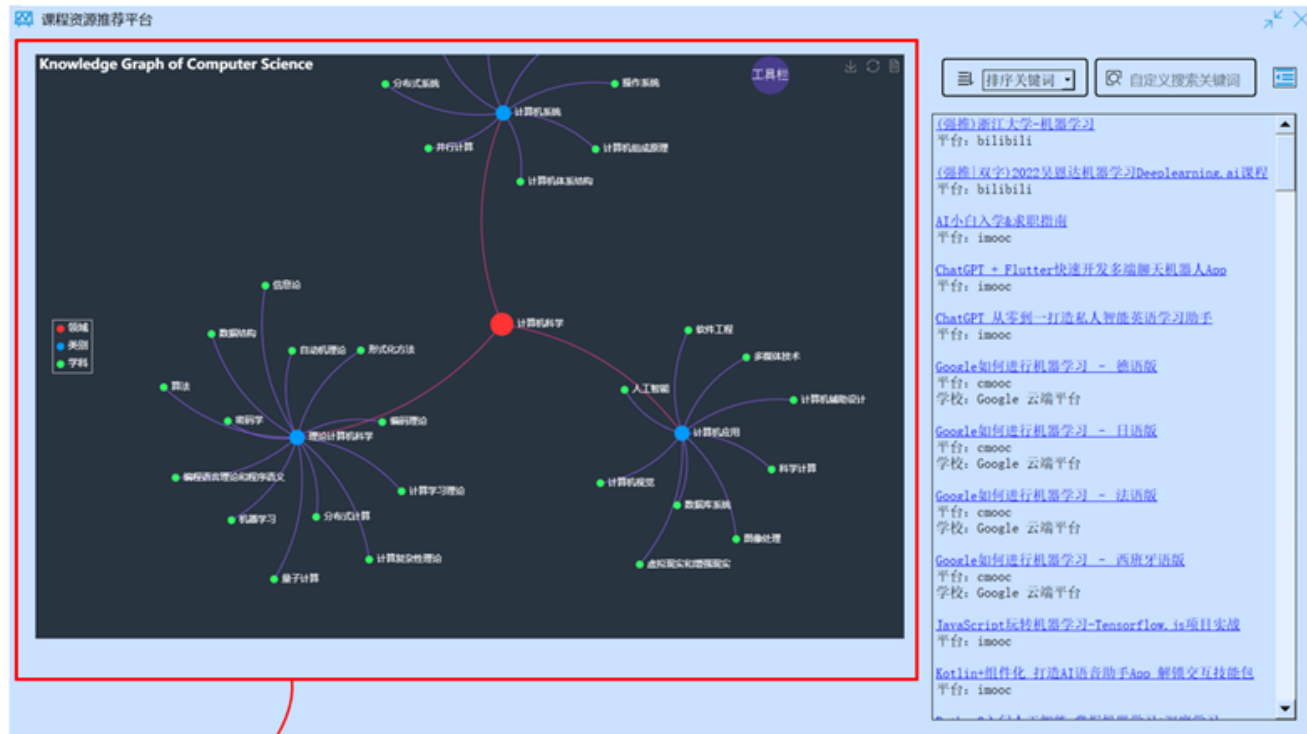 课程资源推荐平台
Knowledge Graph of Computer Science
工具栏
分布式系统
操作系统
计算机系统
并行计算
计算机组成原理
计算机体系结构
信息论
计算机科学
领域
类别
学科
数据结构
自动机理论
形式化方法
软件工程
多媒体技术
算法
人工智能
计算机辅助设计
密码学
编码理论
理论计算机科学
计算机应用
编程语言理论和程序语义
科学计算
计算机视觉
计算学习理论
数据库系统
机器学习
分布式计算
图像处理
计算复杂性理论
虚拟现实和增强现实
量子计算
排序关键词
自定义搜索关键词
(强推)浙江大学-机器学习
平台: bilibili
(强推|双字)2022吴恩达机器学习Deeplearning.ai课程
平台: bilibili
AI小白入学&求职指南
平台: imooc
ChatGPT + Flutter快速开发多端聊天机器人App
平台: imooc
ChatGPT 从零到一打造私人智能英语学习助手
平台: imooc
Google如何进行机器学习 - 德语版
平台: cmooc
学校: Google 云端平台
Google如何进行机器学习 - 日语版
平台: cmooc
学校: Google 云端平台
Google如何进行机器学习 - 法语版
平台: cmooc
学校: Google 云端平台
Google如何进行机器学习 - 西班牙语版
平台: cmooc
学校: Google 云端平台
JavaScript玩转机器学习-Tensorflow.js项目实战
平台: imooc
Kotlin+组件化 打造AI语音助手App 解锁交互技能包
平台: imooc